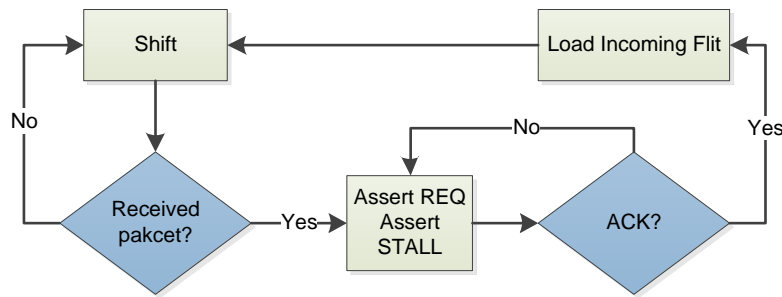 Shift
Load Incoming Flit
No
No
Yes
Received
pakcet?
Yes
Assert REQ
Assert
STALL
ACK?